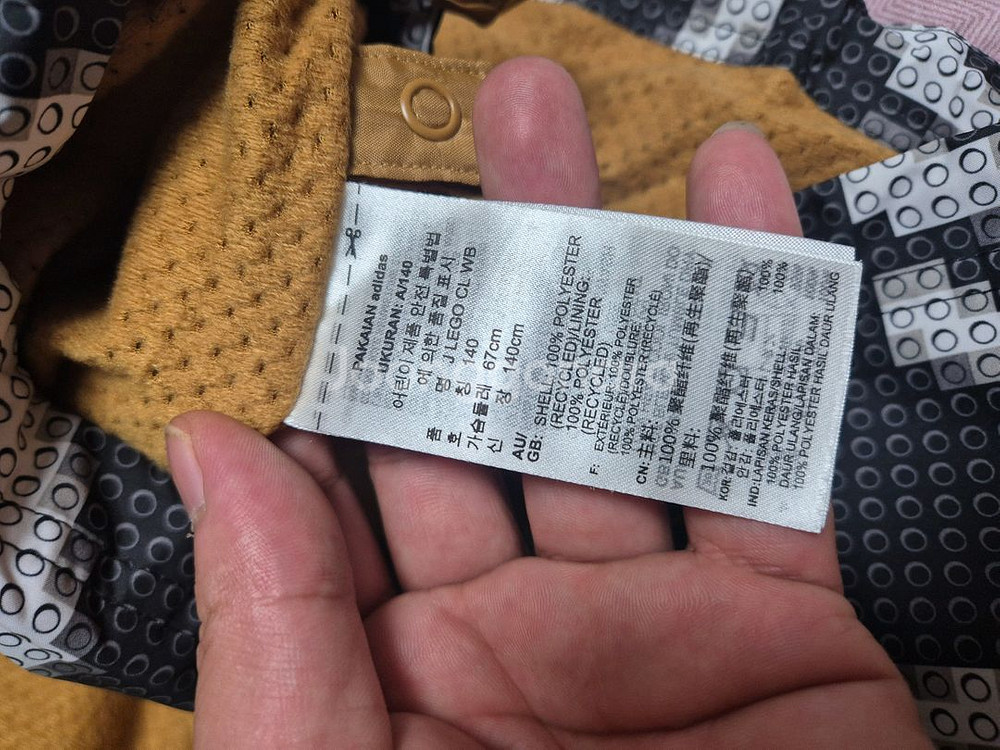 PAKAIAN adidas
UKURAN: A/140
어린이 제품 안전 특별법
에 의한 품질 표시
품 명 J LEGO CL WB
호 칭 140
가슴둘레 67cm
신 장 140cm
AU/
GB: SHELL: 100% POLYESTER
(RECYCLED)/LINING:
100% POLYESTER
(RECYCLED)
F: EXTÉRIEUR: 100% POLYESTER
(RECYCLÉ)/DOUBLURE:
100% POLYESTER (RECYCLÉ)
CN: 主料:
100% 聚酯纤维(再生聚酯)/
里料:
100% 聚酯纤维(再生聚酯)
KOR: 겉감: 폴리에스터 100%
안감: 폴리에스터 100%
IND: LAPISAN KERAS/SHELL:
100% POLYESTER HASIL
DAUR ULANG/LAPISAN DALAM:
100% POLYESTER HASIL DAUR ULANG